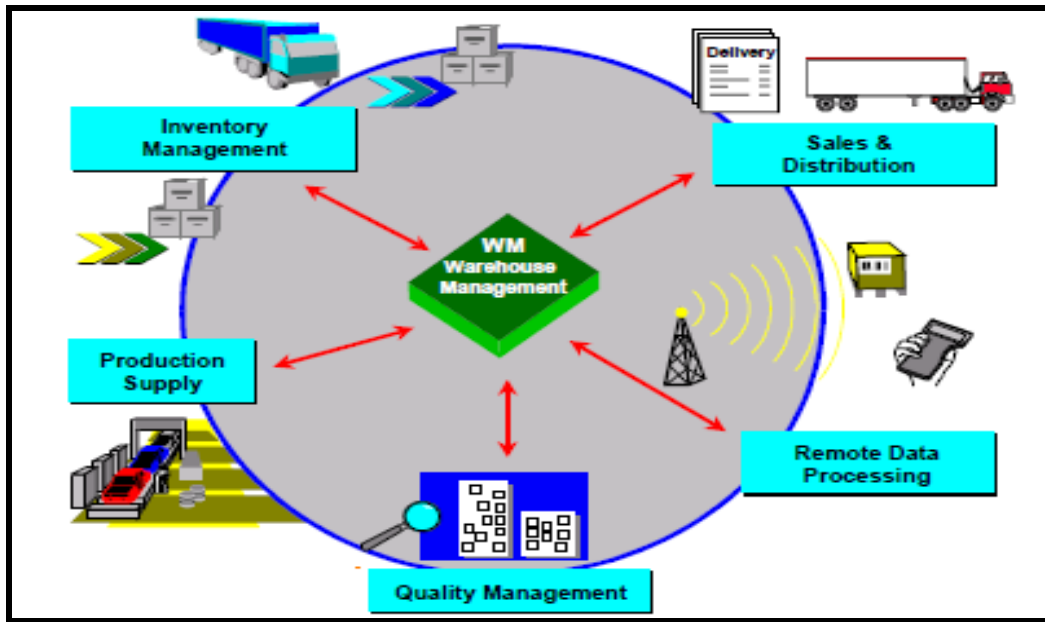 Delivery
Inventory
Management
Sales &
Distribution
WM
Warehouse
Management
Production
Supply
Remote Data
Processing
Quality Management